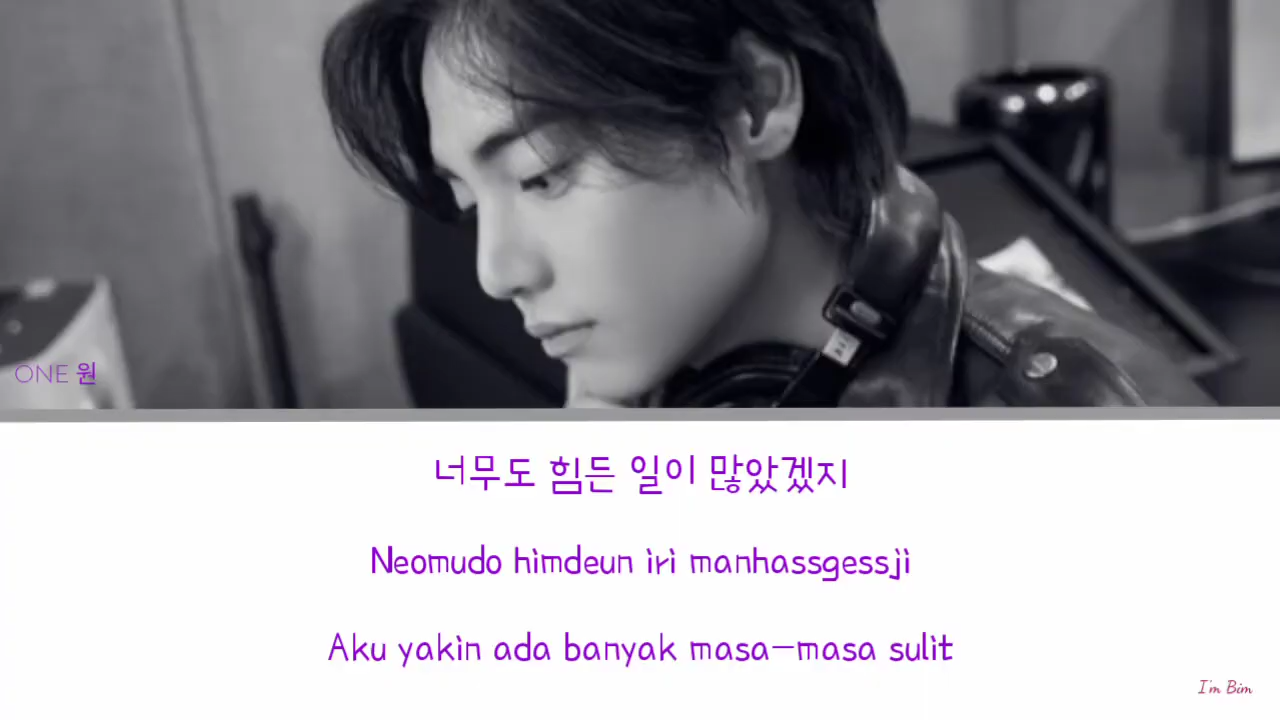 ONE 원
너무도 힘든 일이 많았겠지
Neomudo himdeun iri manhassgessji
Aku yakin ada banyak masa-masa sulit
I'm Bim